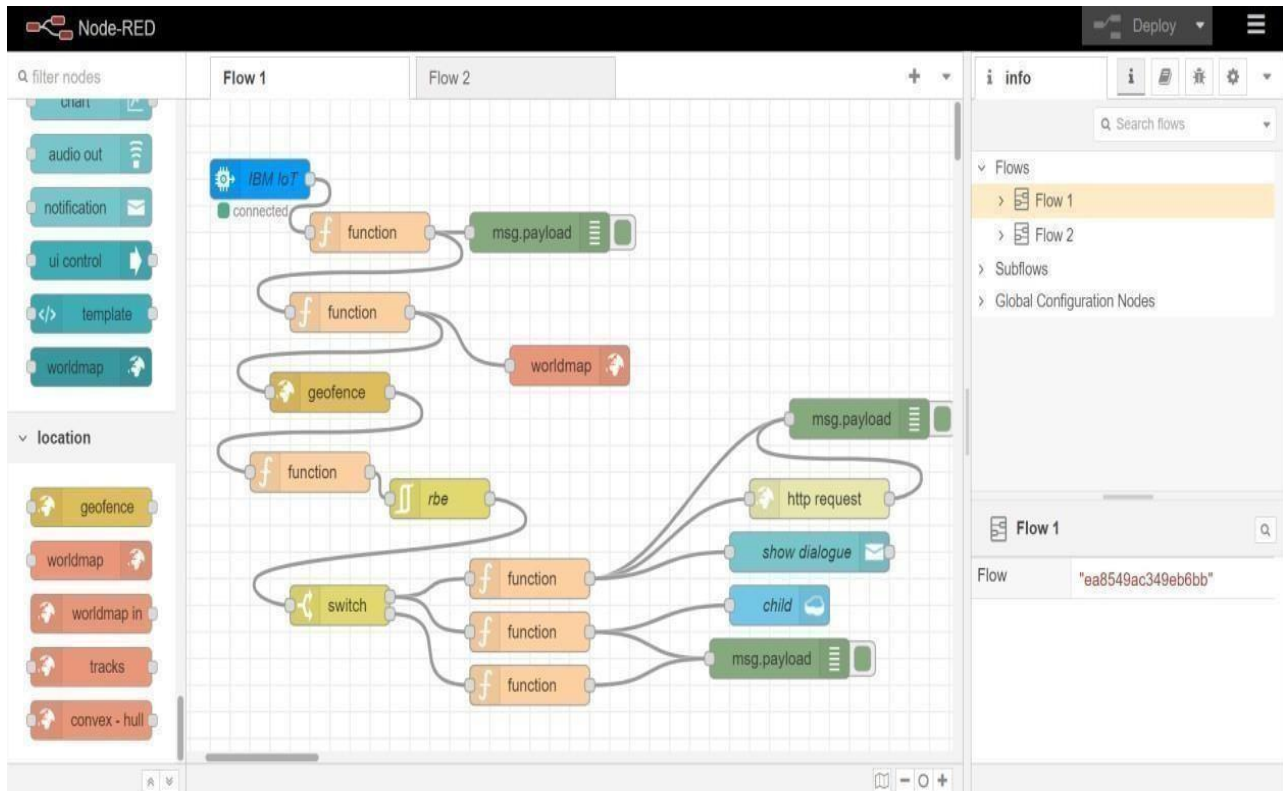 Node-RED
Deploy
filter nodes
chart
audio out
notification
ui control
</> template
worldmap
location
geofence
worldmap
worldmap in
tracks
convex - hull
Flow 1
Flow 2
IBM IoT
connected
function
msg.payload
function
worldmap
geofence
msg.payload
function
rbe
http request
show dialogue
function
switch
child
function
msg.payload
function
i info
i
Search flows
Flows
Flow 1
Flow 2
Subflows
Global Configuration Nodes
Flow 1
Flow "ea8549ac349eb6bb"